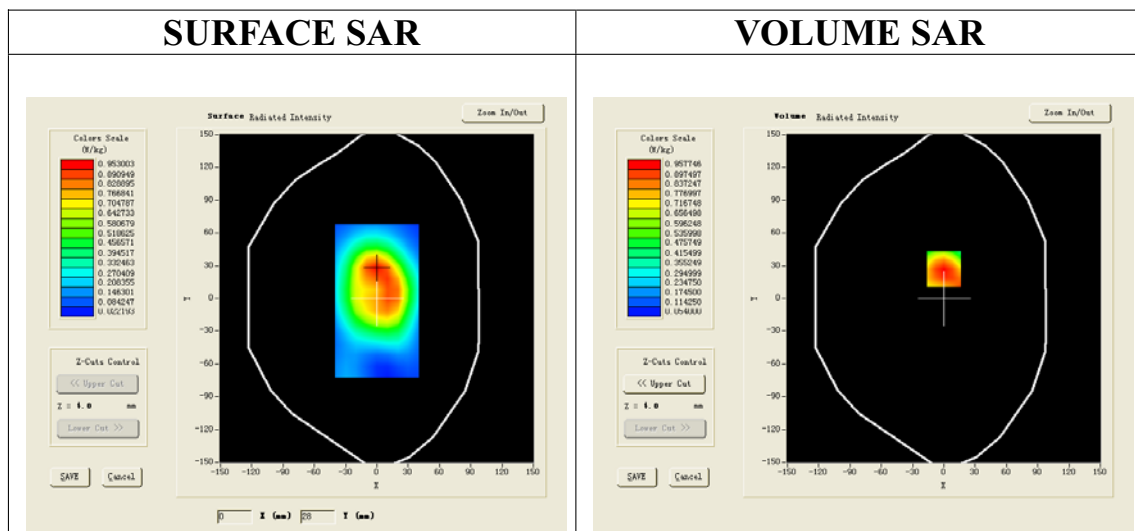 SURFACE SAR
VOLUME SAR
Surface Radiated Intensity
Zoom In/Out
Colors Scale
(W/kg)
0.953003
0.890949
0.828895
0.766841
0.704787
0.642733
0.580679
0.518625
0.456571
0.394517
0.332463
0.270409
0.208355
0.146301
0.084247
0.022193
150
120
90
60
30
0
-30
-60
-90
-120
-150
Y
-150 -120 -90 -60 -30 0 30 60 90 120 150
X
Z-Cuts Control
<< Upper Cut
Z = 4.0 mm
Lower Cut >>
SAVE Cancel
0 X (mm) 28 Y (mm)
Volume Radiated Intensity
Zoom In/Out
Colors Scale
(W/kg)
0.957746
0.897497
0.837247
0.776997
0.716748
0.656498
0.596248
0.535998
0.475749
0.415499
0.355249
0.294999
0.234750
0.174500
0.114250
0.054000
150
120
90
60
30
0
-30
-60
-90
-120
-150
Y
-150 -120 -90 -60 -30 0 30 60 90 120 150
X
Z-Cuts Control
<< Upper Cut
Z = 4.0 mm
Lower Cut >>
SAVE Cancel